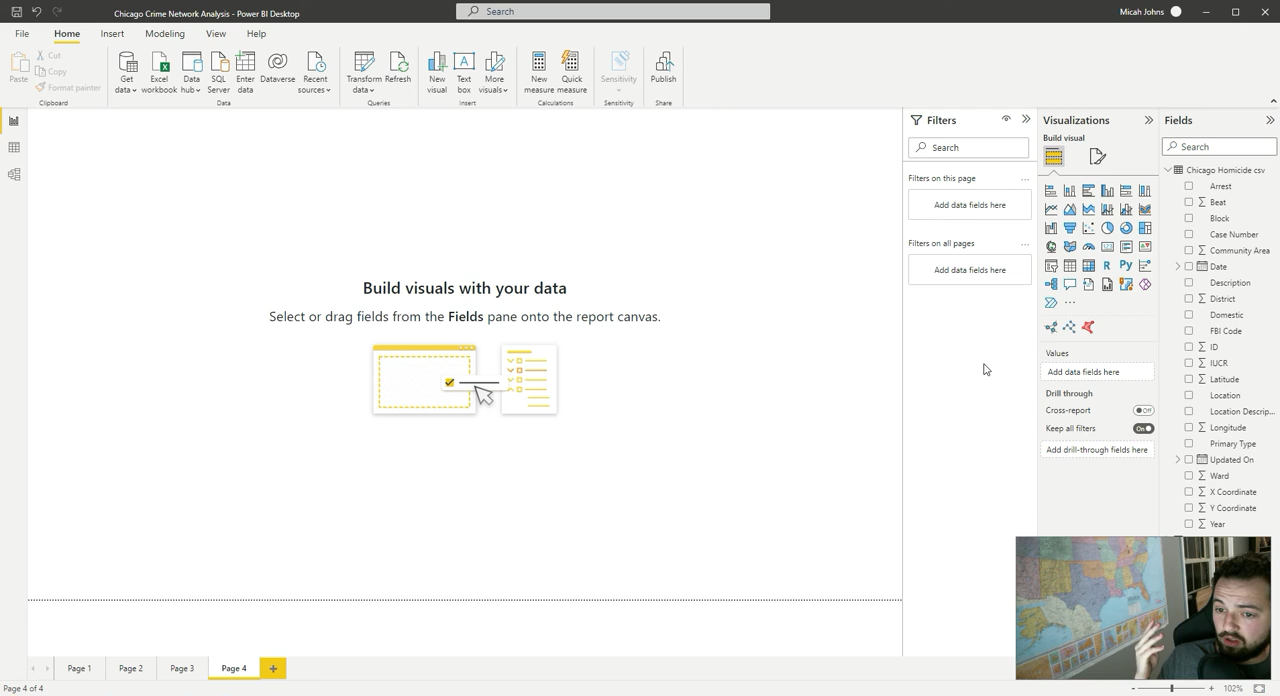 Chicago Crime Network Analysis - Power BI Desktop
Search
Micah Johns
File Home Insert Modeling View Help
Paste
Cut
Copy
Format painter
Clipboard
Get data
Excel workbook
Data hub
SQL Server
Enter data
Dataverse
Recent sources
Data
Transform data
Refresh
Queries
New visual
Text box
More visuals
Insert
New measure
Quick measure
Calculations
Sensitivity
Sensitivity
Publish
Share
Build visuals with your data
Select or drag fields from the Fields pane onto the report canvas.
Filters
Search
Filters on this page
Add data fields here
Filters on all pages
Add data fields here
Visualizations
Build visual
R Py
Values
Add data fields here
Drill through
Cross-report
Off
Keep all filters
On
Add drill-through fields here
Fields
Search
Chicago Homicide csv
Arrest
Beat
Block
Case Number
Community Area
Date
Description
District
Domestic
FBI Code
ID
IUCR
Latitude
Location
Location Descrip...
Longitude
Primary Type
Updated On
Ward
X Coordinate
Y Coordinate
Year
Page 1 Page 2 Page 3 Page 4 +
Page 4 of 4
- + 102%